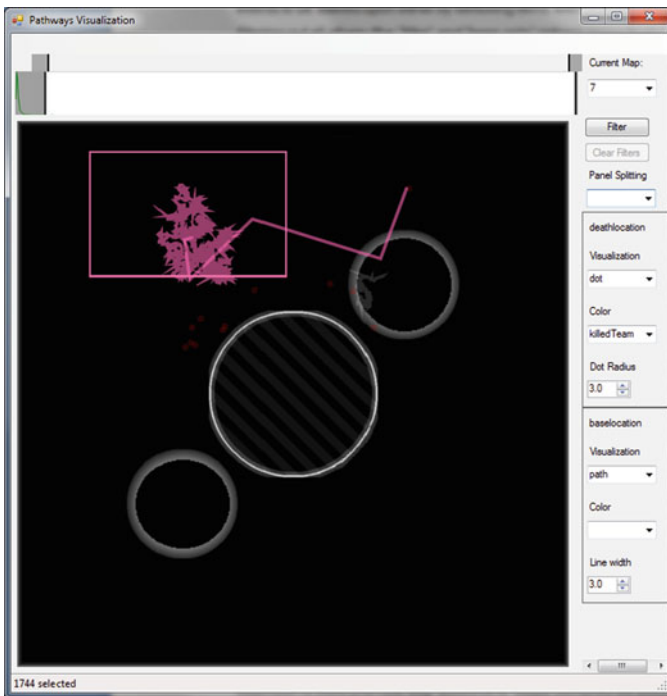 Pathways Visualization
Current Map:
7
Filter
Clear Filters
Panel Splitting
deathlocation
Visualization
dot
Color
killedTeam
Dot Radius
3.0
baselocation
Visualization
path
Color
Line width
3.0
1744 selected